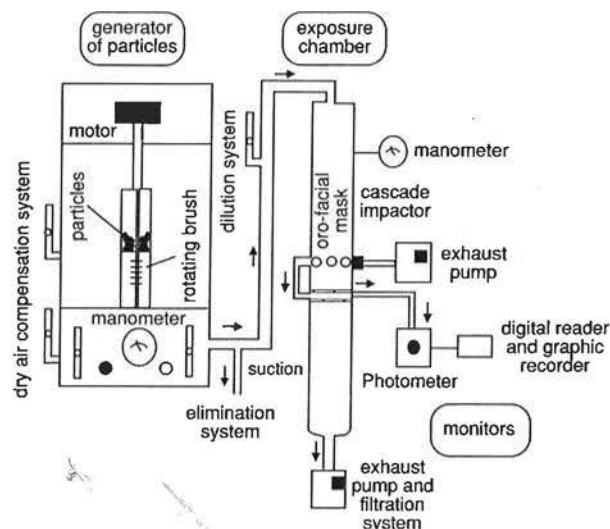 generator
of particles
exposure
chamber
motor
particles
rotating brush
dry air compensation system
manometer
dilution system
suction
elimination
system
oro-facial
mask
manometer
cascade
impactor
exhaust
pump
digital reader
and graphic
recorder
Photometer
monitors
exhaust
pump and
filtration
system